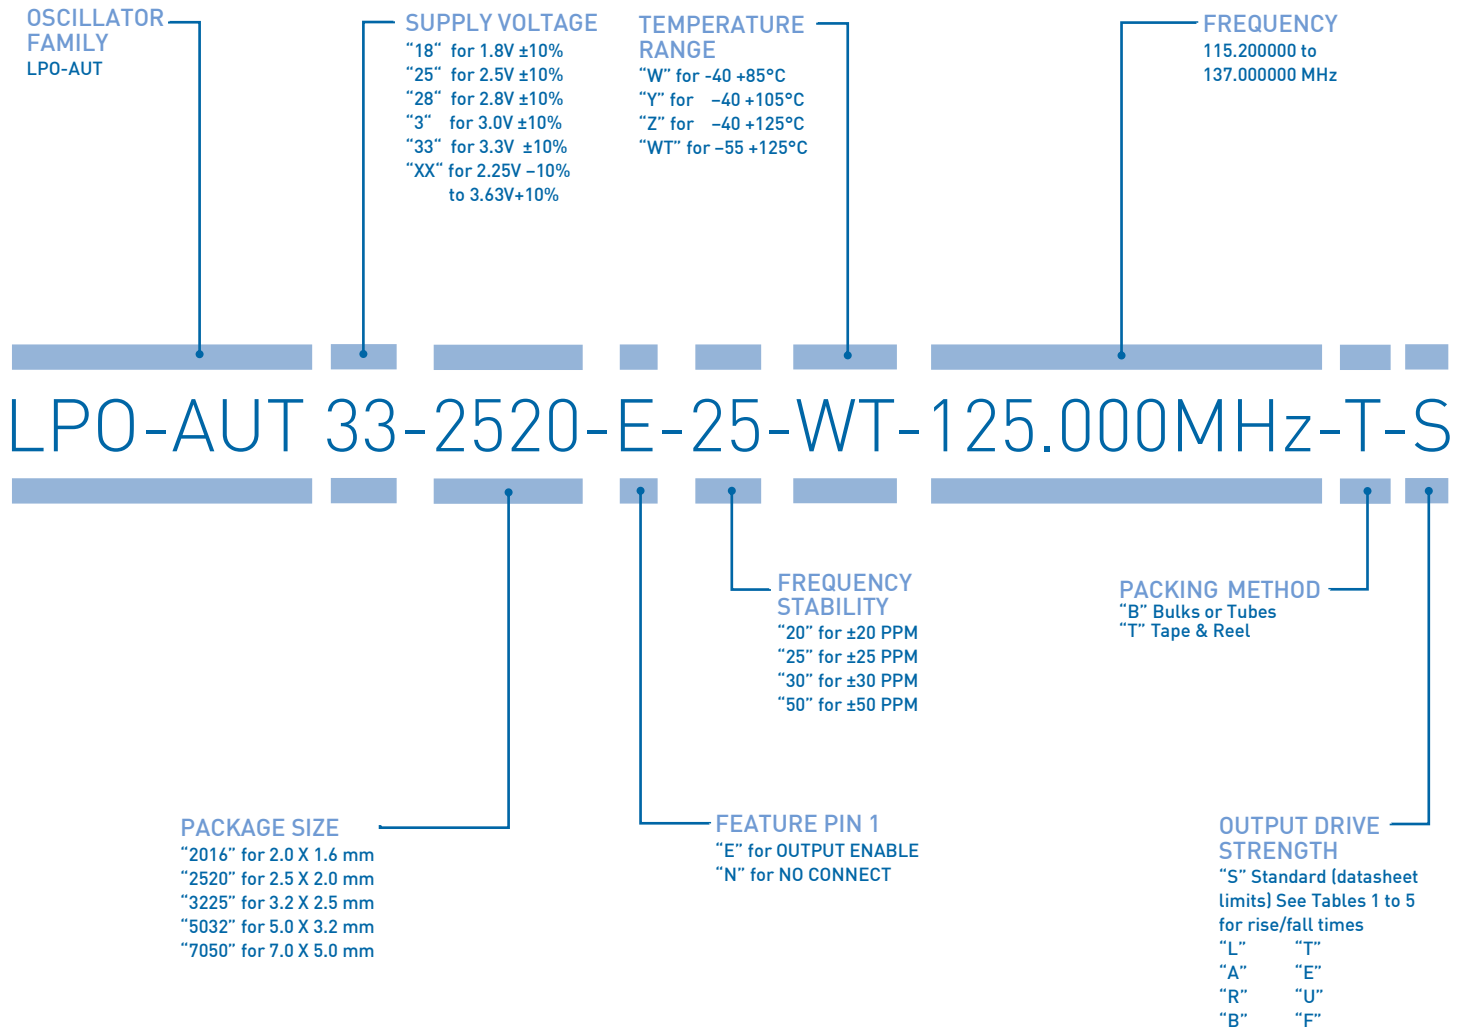 OSCILLATOR
FAMILY
LPO-AUT
SUPPLY VOLTAGE
“18“ for 1.8V ±10%
“25“ for 2.5V ±10%
“28“ for 2.8V ±10%
“3“ for 3.0V ±10%
“33“ for 3.3V ±10%
“XX“ for 2.25V –10%
to 3.63V+10%
TEMPERATURE
RANGE
“W” for -40 +85°C
“Y” for –40 +105°C
“Z” for –40 +125°C
“WT” for –55 +125°C
FREQUENCY
115.200000 to
137.000000 MHz
LPO-AUT 33-2520-E-25-WT-125.000MHz-T-S
FREQUENCY
STABILITY
“20” for ±20 PPM
“25” for ±25 PPM
“30” for ±30 PPM
“50” for ±50 PPM
PACKING METHOD
“B” Bulks or Tubes
“T” Tape & Reel
PACKAGE SIZE
“2016” for 2.0 X 1.6 mm
“2520” for 2.5 X 2.0 mm
“3225” for 3.2 X 2.5 mm
“5032” for 5.0 X 3.2 mm
“7050” for 7.0 X 5.0 mm
FEATURE PIN 1
“E” for OUTPUT ENABLE
“N” for NO CONNECT
OUTPUT DRIVE
STRENGTH
“S” Standard (datasheet
limits) See Tables 1 to 5
for rise/fall times
“L” “T”
“A” “E”
“R” “U”
“B” “F”